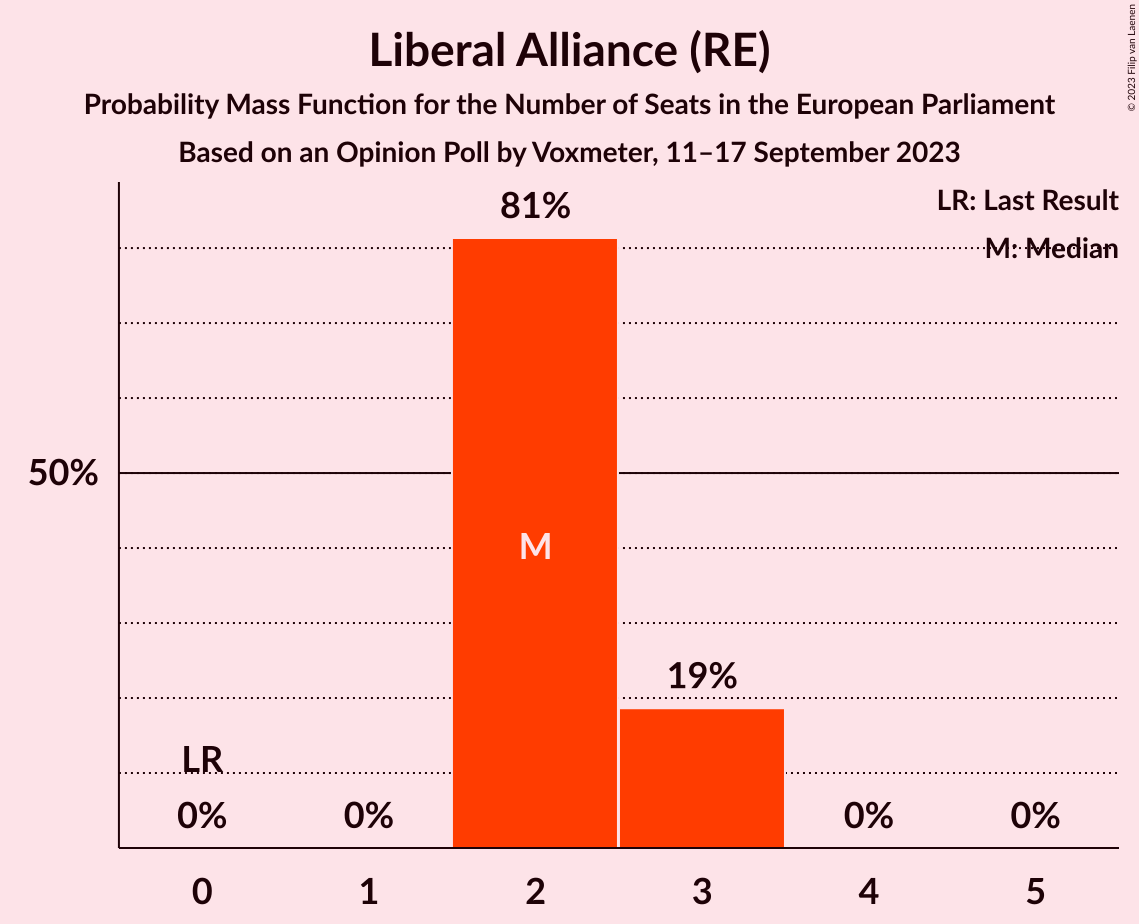 Liberal Alliance (RE)
Probability Mass Function for the Number of Seats in the European Parliament
Based on an Opinion Poll by Voxmeter, 11–17 September 2023
© 2023 Filip van Laenen
LR: Last Result
M: Median
81%
50%
M
19%
LR
0%
0%
0%
0%
0
1
2
3
4
5